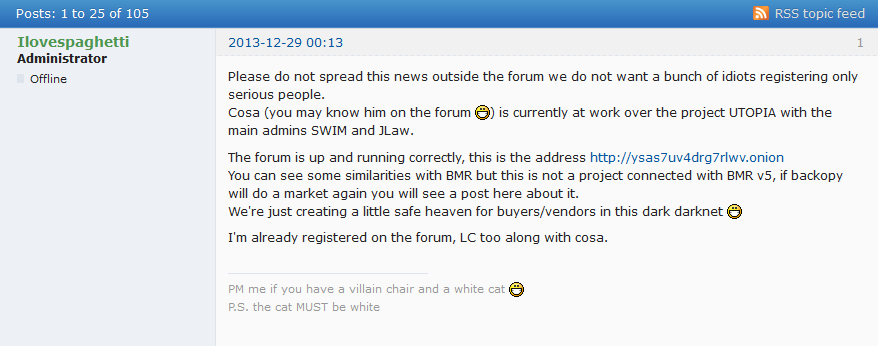 Posts: 1 to 25 of 105
RSS topic feed
Ilovespaghetti
Administrator
Offline
2013-12-29 00:13
1
Please do not spread this news outside the forum we do not want a bunch of idiots registering only
serious people.
Cosa (you may know him on the forum ) is currently at work over the project UTOPIA with the
main admins SWIM and JLaw.
The forum is up and running correctly, this is the address http://ysas7uv4drg7rlwv.onion
You can see some similarities with BMR but this is not a project connected with BMR v5, if backopy
will do a market again you will see a post here about it.
We're just creating a little safe heaven for buyers/vendors in this dark darknet
I'm already registered on the forum, LC too along with cosa.
PM me if you have a villain chair and a white cat
P.S. the cat MUST be white